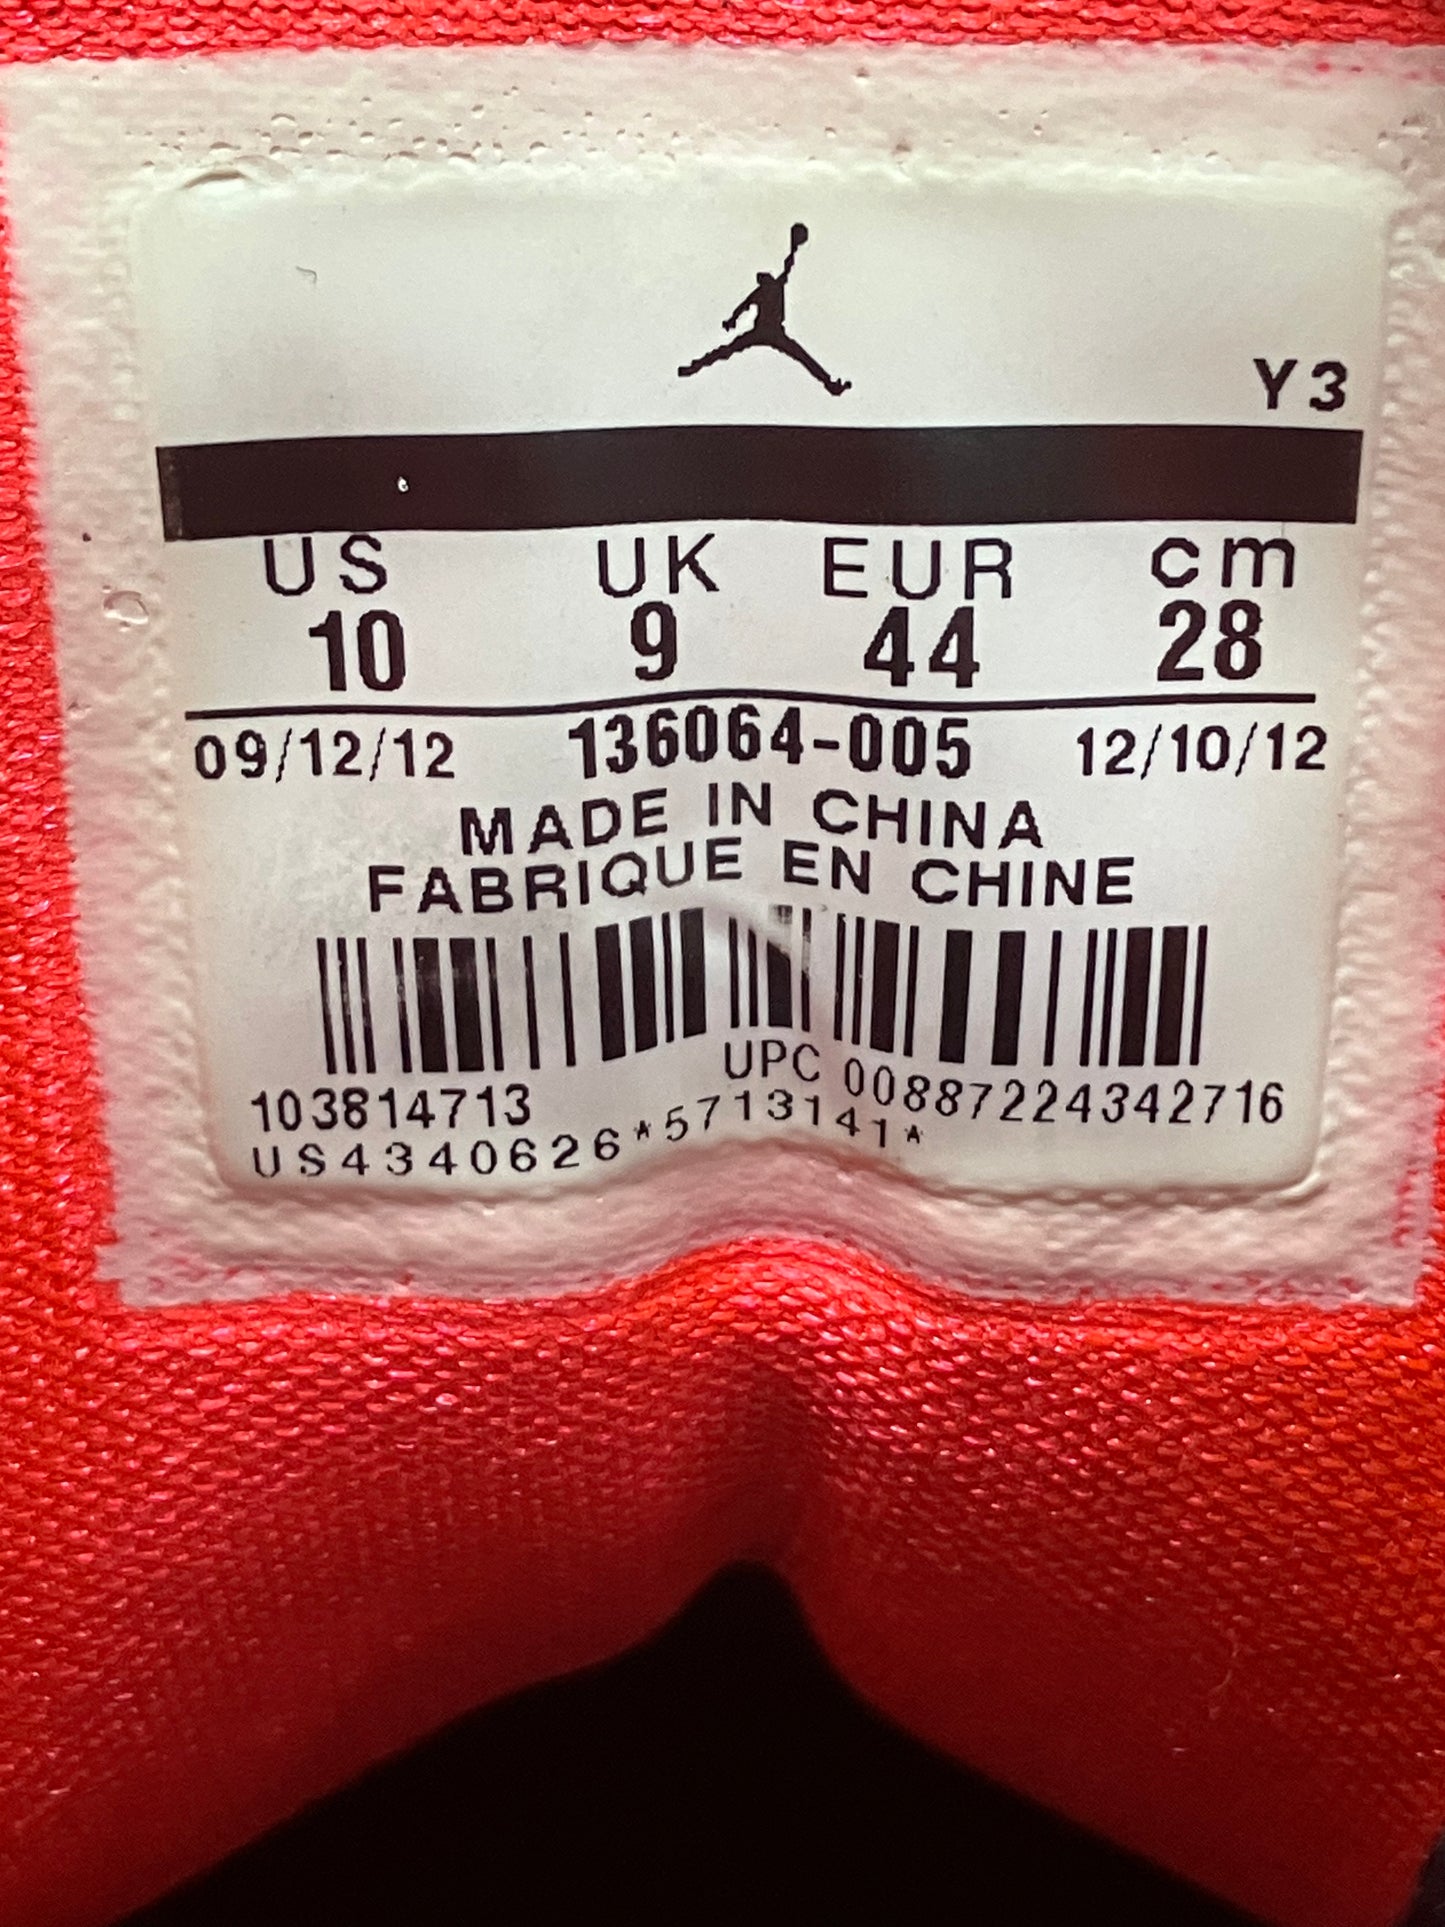 Y3
US UK EUR cm
10 9 44 28
09/12/12 136064-005 12/10/12
MADE IN CHINA
FABRIQUE EN CHINE
UPC 00887224342716
103814713
US4340626*5713141*